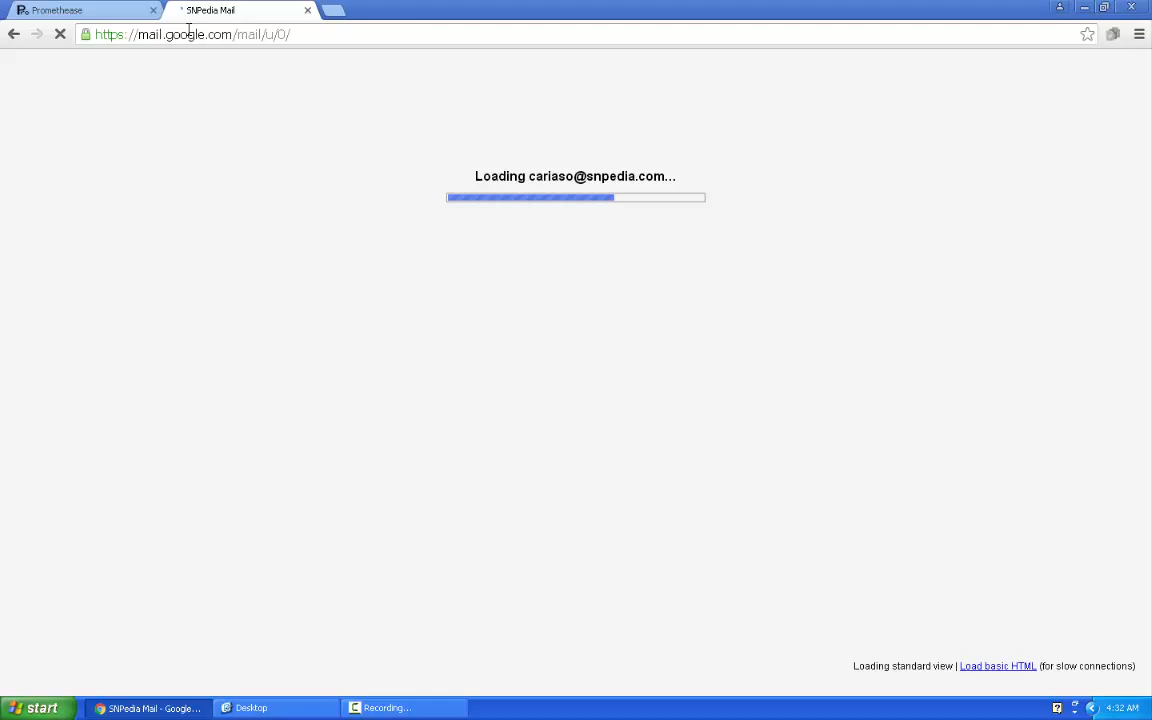 Promethease
SNPedia Mail
https://mail.google.com/mail/u/0/
Loading cariaso@snpedia.com...
Loading standard view | Load basic HTML (for slow connections)
start
SNPedia Mail - Google...
Desktop
Recording...
4:32 AM